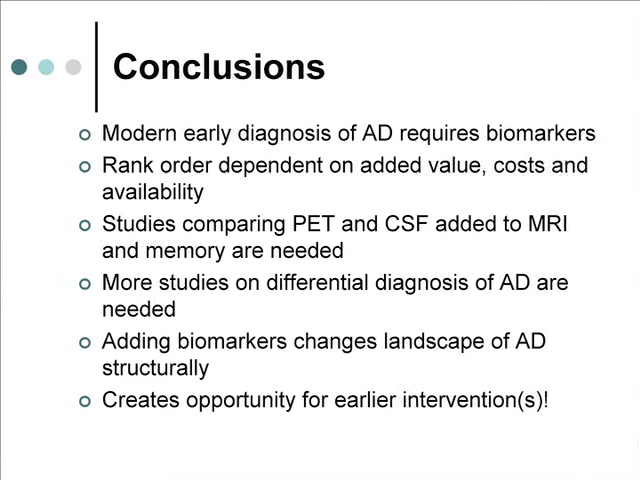 Conclusions
Modern early diagnosis of AD requires biomarkers
Rank order dependent on added value, costs and
availability
Studies comparing PET and CSF added to MRI
and memory are needed
More studies on differential diagnosis of AD are
needed
Adding biomarkers changes landscape of AD
structurally
Creates opportunity for earlier intervention(s)!